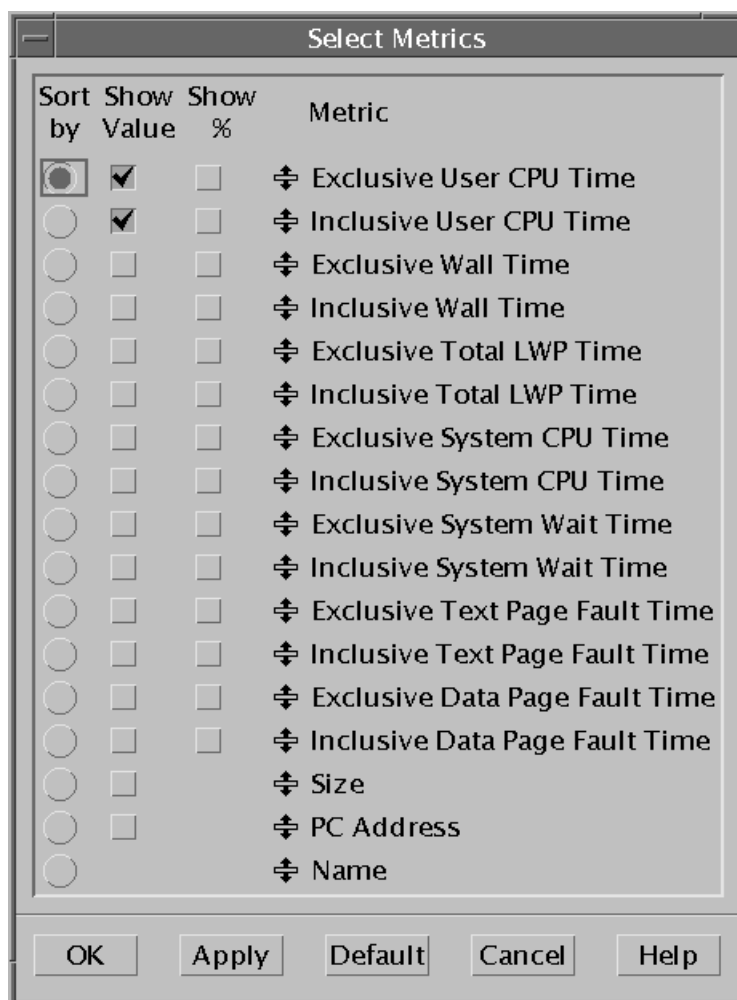 Select Metrics
Sort Show Show
by Value % Metric
Exclusive User CPU Time
Inclusive User CPU Time
Exclusive Wall Time
Inclusive Wall Time
Exclusive Total LWP Time
Inclusive Total LWP Time
Exclusive System CPU Time
Inclusive System CPU Time
Exclusive System Wait Time
Inclusive System Wait Time
Exclusive Text Page Fault Time
Inclusive Text Page Fault Time
Exclusive Data Page Fault Time
Inclusive Data Page Fault Time
Size
PC Address
Name
OK Apply Default Cancel Help